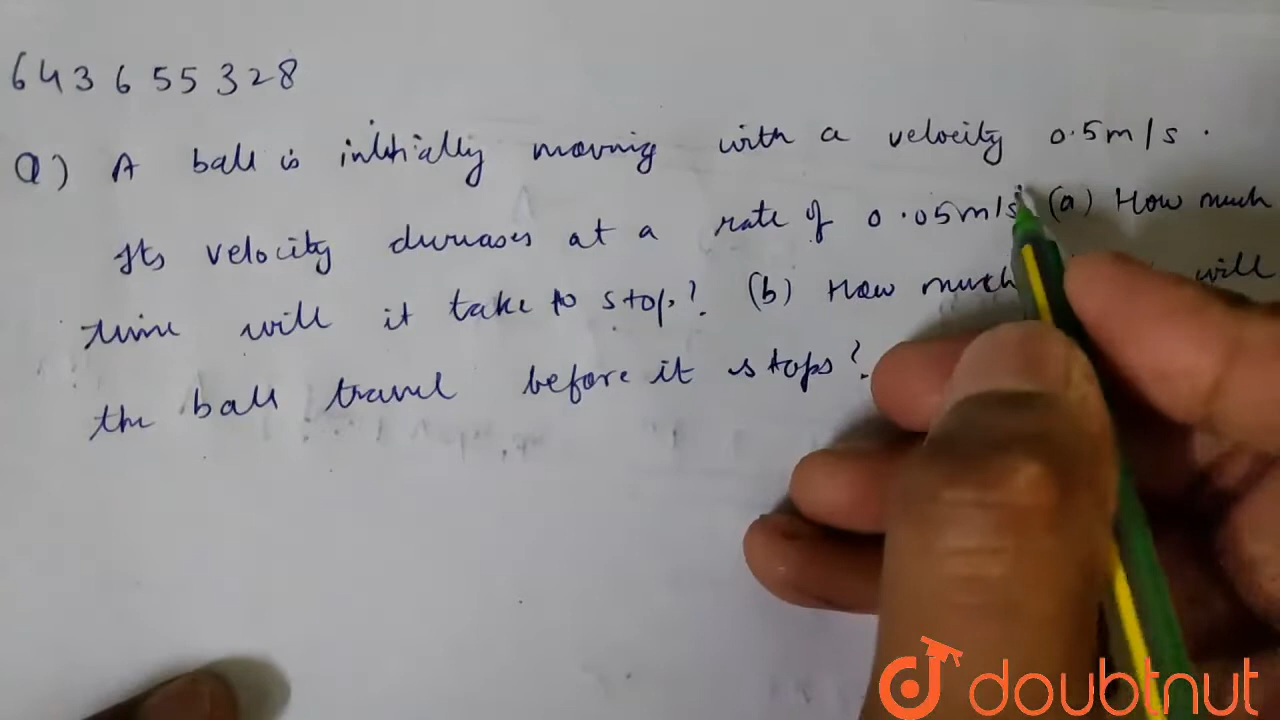 643655328
Q) A ball is initially moving with a velocity 0.5m/s.
Its velocity decreases at a rate of 0.05m/s (a) How much
time will it take to stop? (b) How much will
the ball travel before it stops?
doubtnut